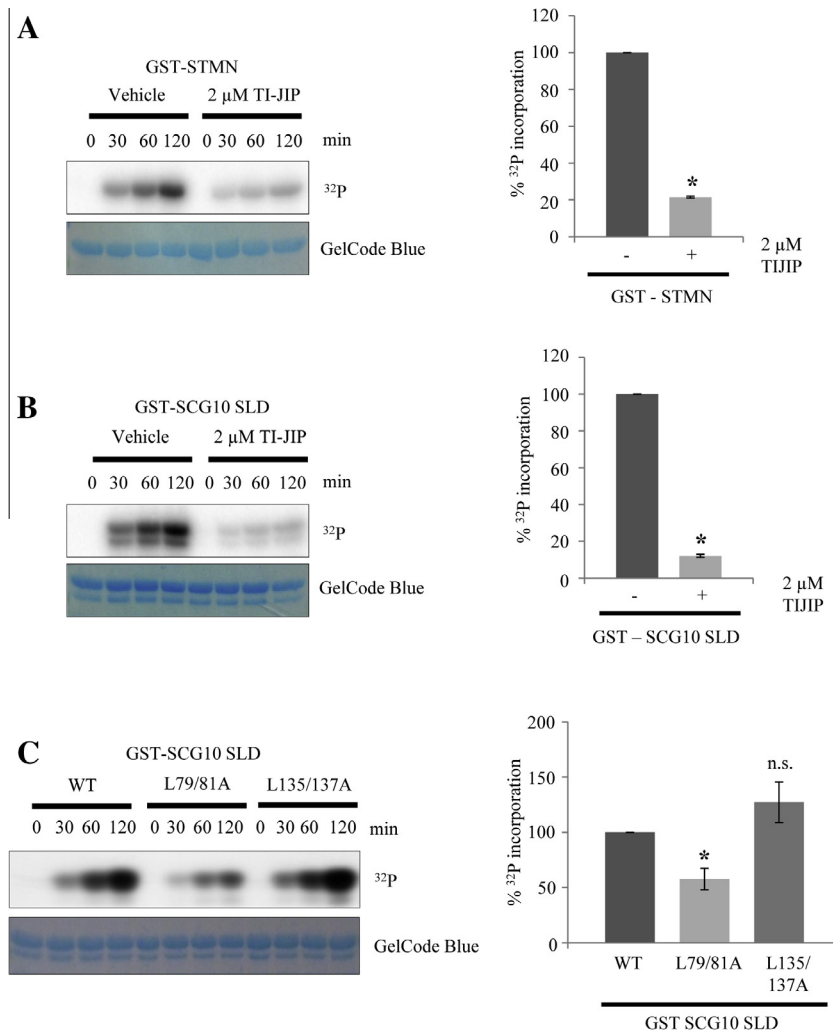 A
GST-STMN
Vehicle 2 µM TI-JIP
0 30 60 120 0 30 60 120 min
³²P
GelCode Blue
% ³²P incorporation
120
100
80
60
40
20
0
*
- + 2 µM TIJIP
GST - STMN
B
GST-SCG10 SLD
Vehicle 2 µM TI-JIP
0 30 60 120 0 30 60 120 min
³²P
GelCode Blue
% ³²P incorporation
120
100
80
60
40
20
0
*
- + 2 µM TIJIP
GST – SCG10 SLD
C
GST-SCG10 SLD
WT L79/81A L135/137A
0 30 60 120 0 30 60 120 0 30 60 120 min
³²P
GelCode Blue
% ³²P incorporation
200
150
100
50
0
*
n.s.
WT L79/81A L135/
137A
GST SCG10 SLD